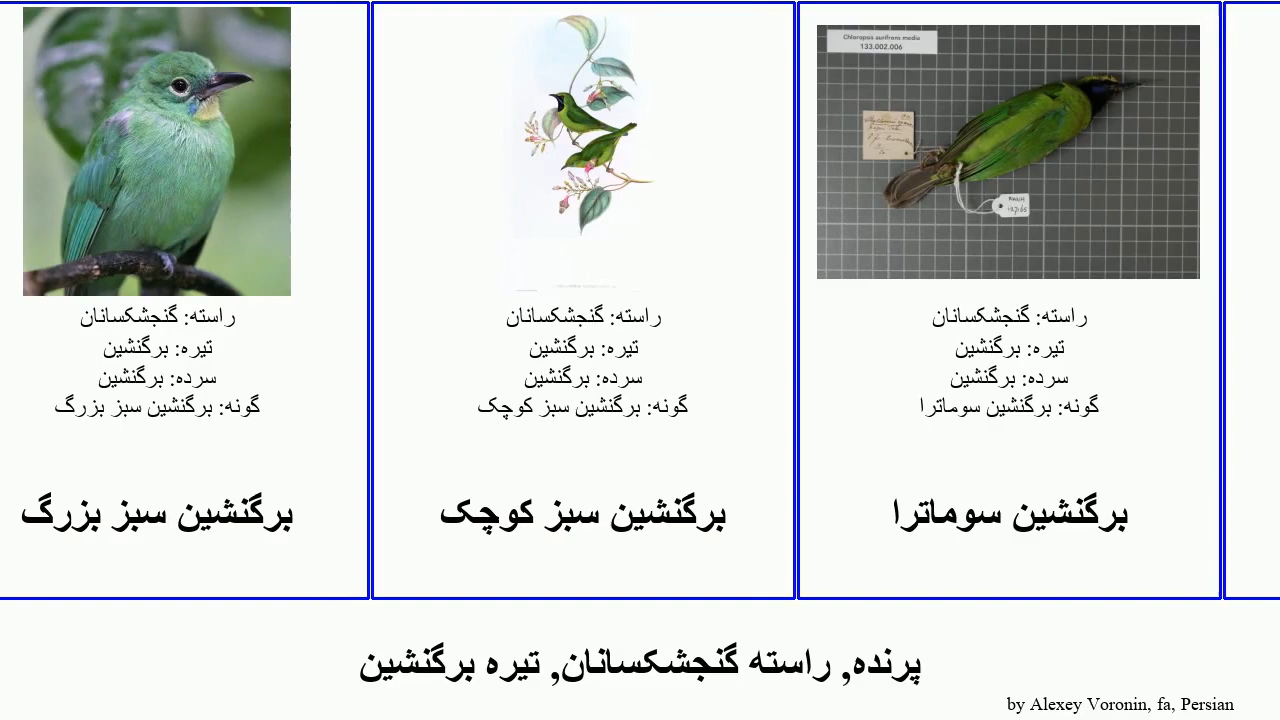 راسته: گنجشکسانان
تیره: برگنشین
سرده: برگنشین
گونه: برگنشین سبز بزرگ
برگنشین سبز بزرگ
راسته: گنجشکسانان
تیره: برگنشین
سرده: برگنشین
گونه: برگنشین سبز کوچک
برگنشین سبز کوچک
Chloropsis aurifrons media
133.002.006
راسته: گنجشکسانان
تیره: برگنشین
سرده: برگنشین
گونه: برگنشین سوماترا
برگنشین سوماترا
پرنده, راسته گنجشکسانان, تیره برگنشین
by Alexey Voronin, fa, Persian